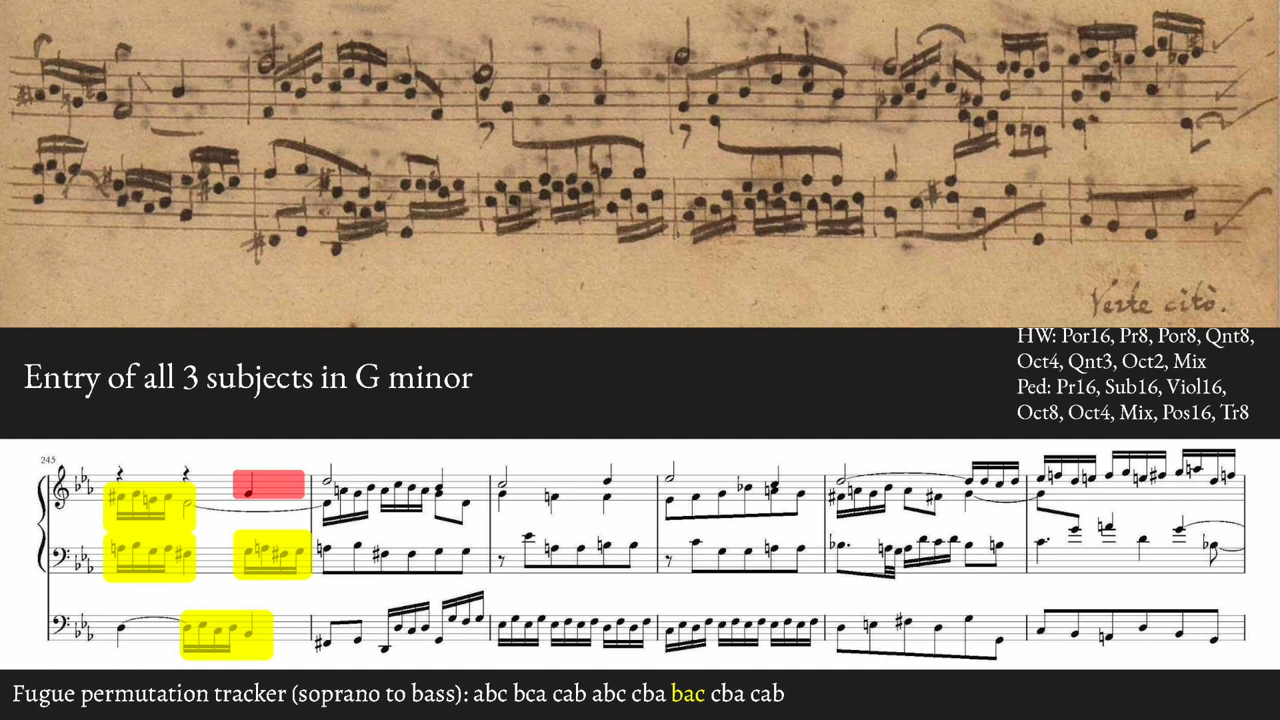 Verte citò.
HW: Por16, Pr8, Por8, Qnt8,
Oct4, Qnt3, Oct2, Mix
Ped: Pr16, Sub16, Viol16,
Oct8, Oct4, Mix, Pos16, Tr8
Entry of all 3 subjects in G minor
245
Fugue permutation tracker (soprano to bass): abc bca cab abc cba bac cba cab